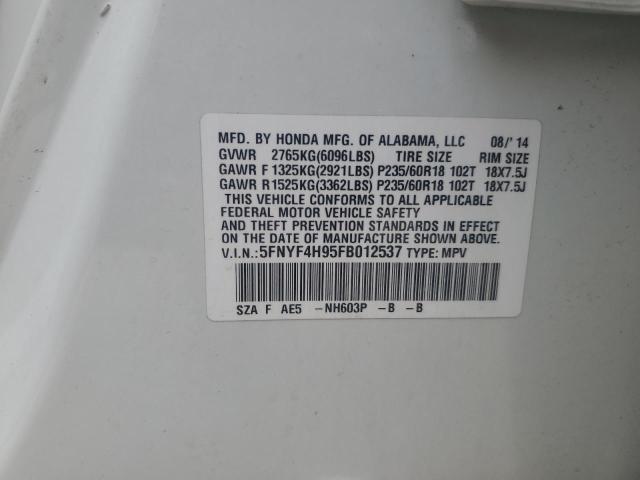 MFD. BY HONDA MFG. OF ALABAMA, LLC 08/'14
GVWR 2765KG(6096LBS) TIRE SIZE RIM SIZE
GAWR F 1325KG(2921LBS) P235/60R18 102T 18X7.5J
GAWR R 1525KG(3362LBS) P235/60R18 102T 18X7.5J
THIS VEHICLE CONFORMS TO ALL APPLICABLE
FEDERAL MOTOR VEHICLE SAFETY
AND THEFT PREVENTION STANDARDS IN EFFECT
ON THE DATE OF MANUFACTURE SHOWN ABOVE.
V.I.N.:5FNYF4H95FB012537 TYPE: MPV
SZA F AE5 -NH603P -B -B